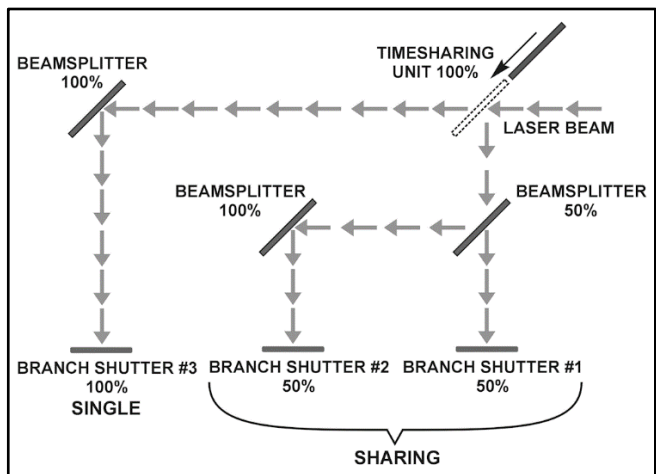 TIMESHARING
UNIT 100%
BEAMSPLITTER
100%
LASER BEAM
BEAMSPLITTER
100%
BEAMSPLITTER
50%
BRANCH SHUTTER #3
100%
SINGLE
BRANCH SHUTTER #2
50%
BRANCH SHUTTER #1
50%
SHARING